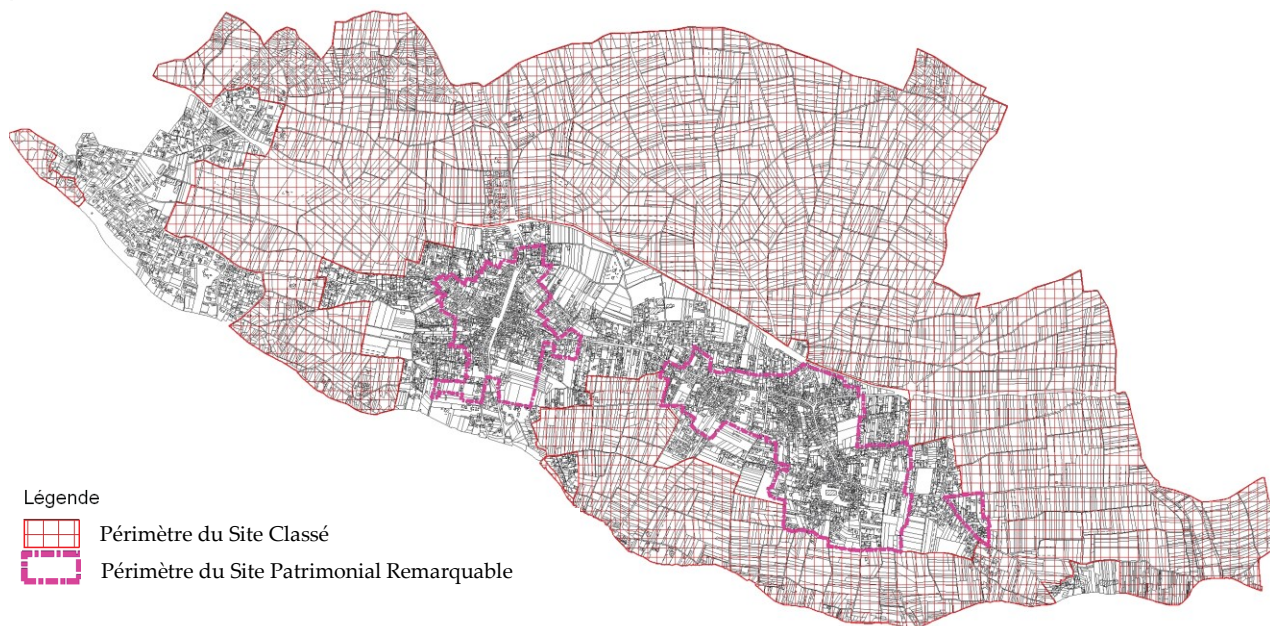 Légende
Périmètre du Site Classé
Périmètre du Site Patrimonial Remarquable